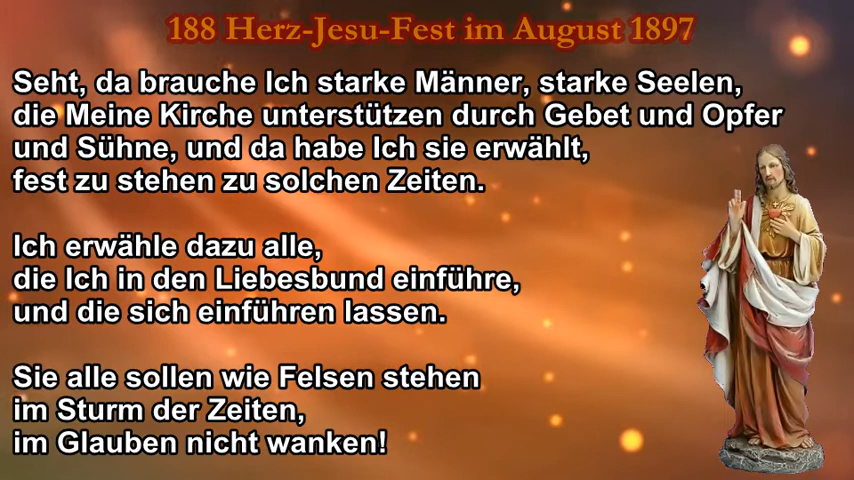 188 Herz-Jesu-Fest im August 1897
Seht, da brauche Ich starke Männer, starke Seelen,
die Meine Kirche unterstützen durch Gebet und Opfer
und Sühne, und da habe Ich sie erwählt,
fest zu stehen zu solchen Zeiten.
Ich erwähle dazu alle,
die Ich in den Liebesbund einführe,
und die sich einführen lassen.
Sie alle sollen wie Felsen stehen
im Sturm der Zeiten,
im Glauben nicht wanken!